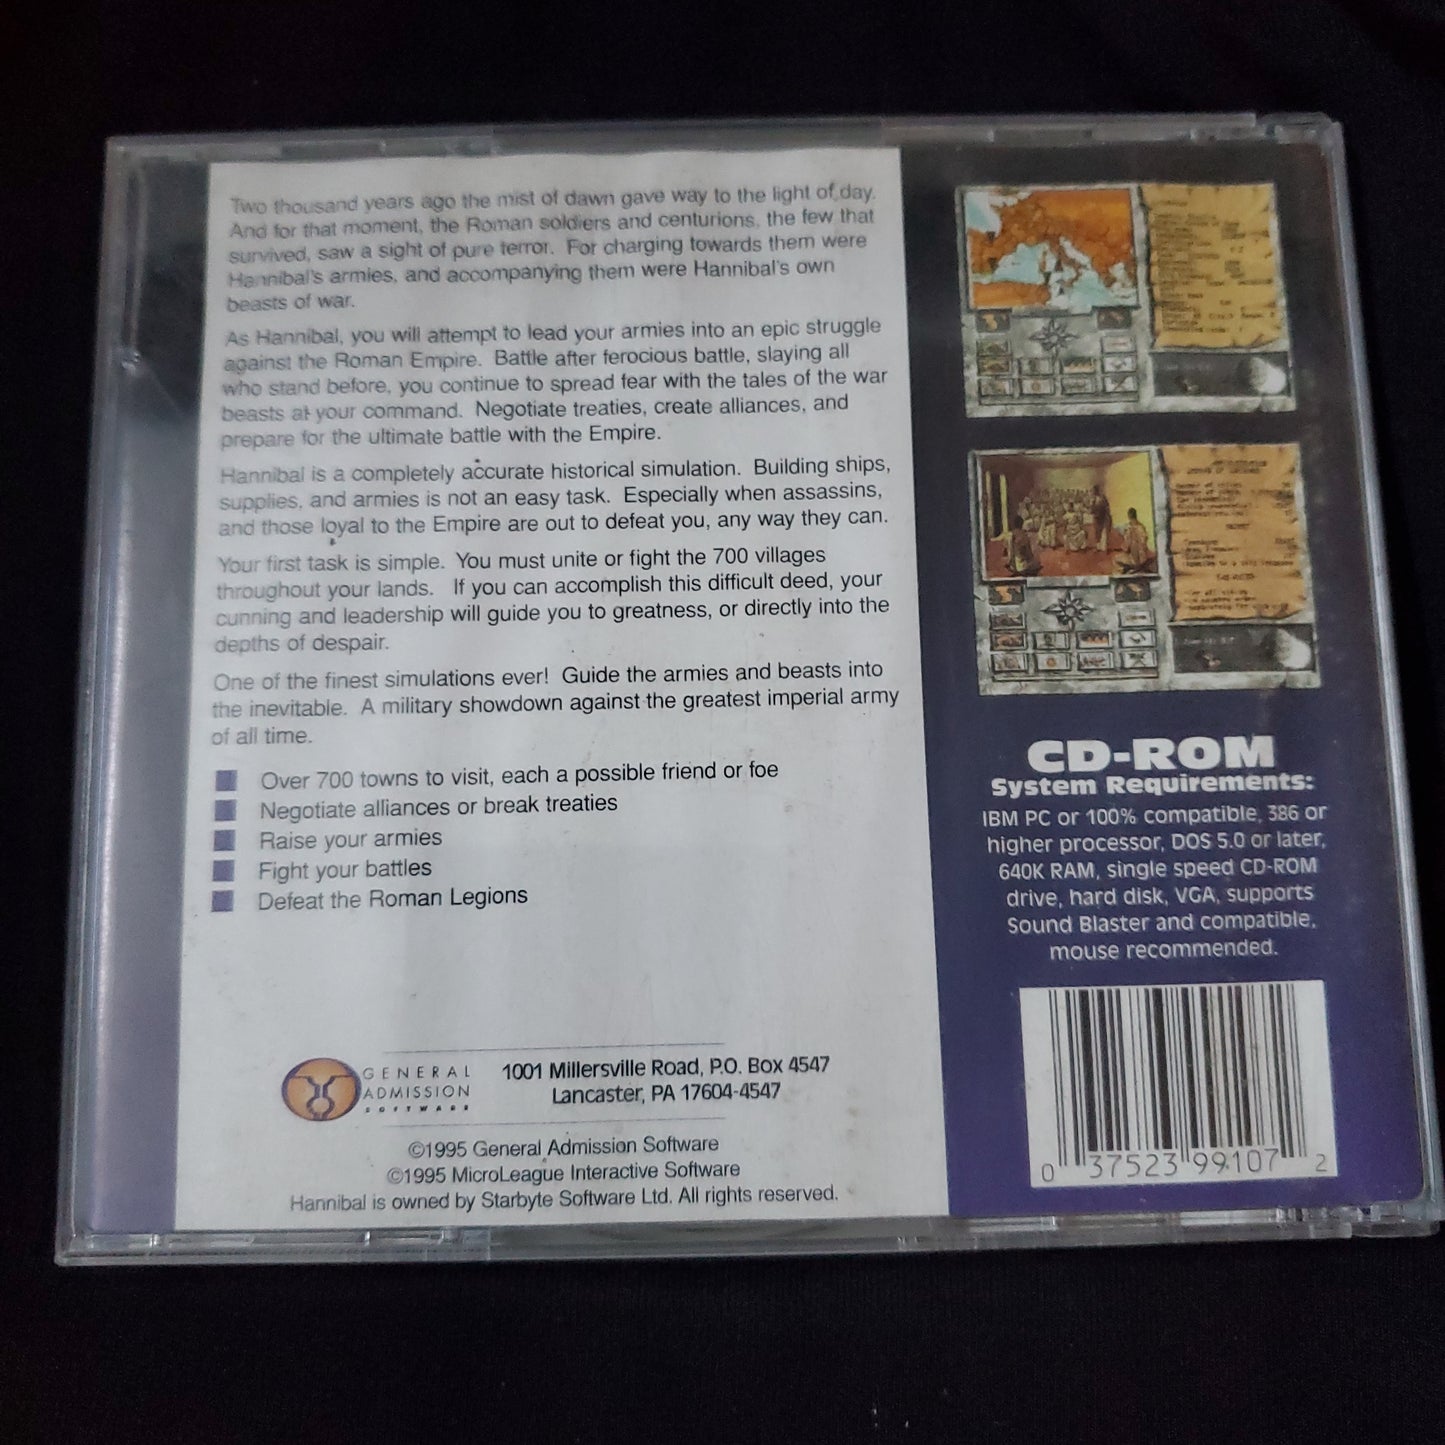 Two thousand years ago the mist of dawn gave way to the light of day.
And for that moment, the Roman soldiers and centurions, the few that
survived, saw a sight of pure terror. For charging towards them were
Hannibal's armies, and accompanying them were Hannibal's own
beasts of war.
As Hannibal, you will attempt to lead your armies into an epic struggle
against the Roman Empire. Battle after ferocious battle, slaying all
who stand before, you continue to spread fear with the tales of the war
beasts at your command. Negotiate treaties, create alliances, and
prepare for the ultimate battle with the Empire.
Hannibal is a completely accurate historical simulation. Building ships,
supplies, and armies is not an easy task. Especially when assassins,
and those loyal to the Empire are out to defeat you, any way they can.
Your first task is simple. You must unite or fight the 700 villages
throughout your lands. If you can accomplish this difficult deed, your
cunning and leadership will guide you to greatness, or directly into the
depths of despair.
One of the finest simulations ever! Guide the armies and beasts into
the inevitable. A military showdown against the greatest imperial army
of all time.
Over 700 towns to visit, each a possible friend or foe
Negotiate alliances or break treaties
Raise your armies
Fight your battles
Defeat the Roman Legions
GENERAL
ADMISSION
SOFTWARE
1001 Millersville Road, P.O. Box 4547
Lancaster, PA 17604-4547
©1995 General Admission Software
©1995 MicroLeague Interactive Software
Hannibal is owned by Starbyte Software Ltd. All rights reserved.
CD-ROM
System Requirements:
IBM PC or 100% compatible, 386 or
higher processor, DOS 5.0 or later,
640K RAM, single speed CD-ROM
drive, hard disk, VGA, supports
Sound Blaster and compatible,
mouse recommended.
0 37523 99107 2